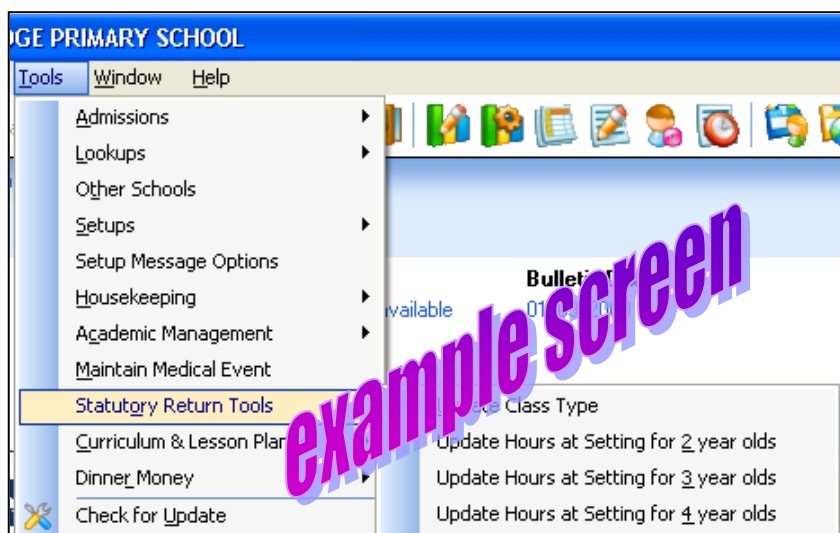 OGE PRIMARY SCHOOL
Tools Window Help
Admissions
Lookups
Other Schools
Setups
Setup Message Options
Housekeeping
Academic Management
Maintain Medical Event
Statutory Return Tools
Curriculum & Lesson Plan
Dinner Money
Check for Update
available
example screen
Class Type
Update Hours at Setting for 2 year olds
Update Hours at Setting for 3 year olds
Update Hours at Setting for 4 year olds